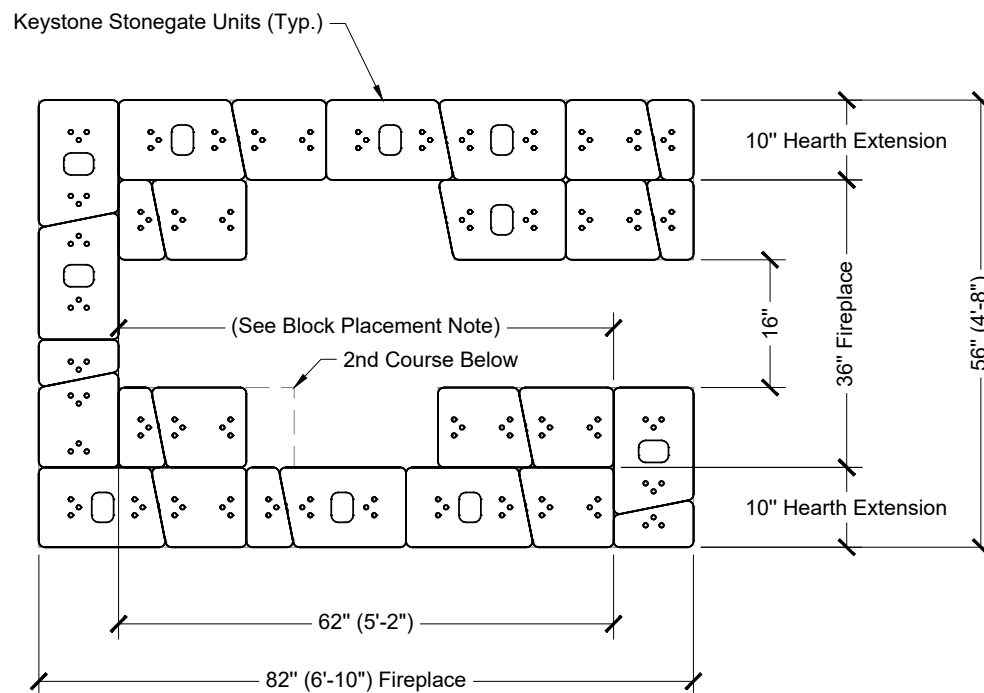 Keystone Stonegate Units (Typ.)
10" Hearth Extension
(See Block Placement Note)
2nd Course Below
16"
36" Fireplace
56" (4'-8")
10" Hearth Extension
62" (5'-2")
82" (6'-10") Fireplace